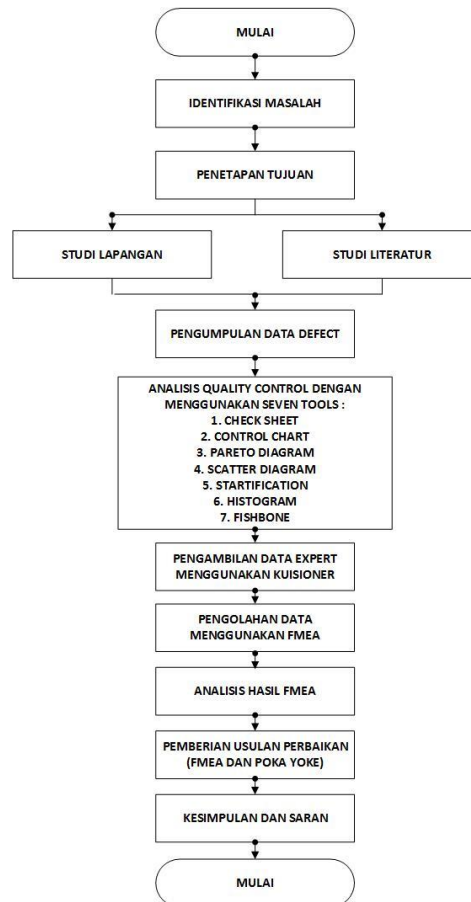 MULAI
IDENTIFIKASI MASALAH
PENETAPAN TUJUAN
STUDI LAPANGAN
STUDI LITERATUR
PENGUMPULAN DATA DEFECT
ANALISIS QUALITY CONTROL DENGAN
MENGGUNAKAN SEVEN TOOLS :
1. CHECK SHEET
2. CONTROL CHART
3. PARETO DIAGRAM
4. SCATTER DIAGRAM
5. STARTIFICATION
6. HISTOGRAM
7. FISHBONE
PENGAMBILAN DATA EXPERT
MENGGUNAKAN KUISIONER
PENGOLAHAN DATA
MENGGUNAKAN FMEA
ANALISIS HASIL FMEA
PEMBERIAN USULAN PERBAIKAN
(FMEA DAN POKA YOKE)
KESIMPULAN DAN SARAN
MULAI